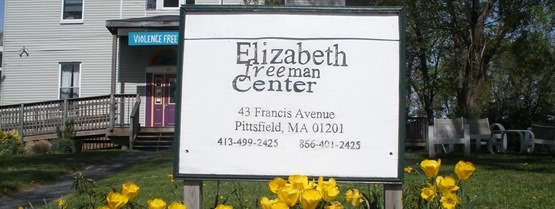 VIOLENCE FREE
Elizabeth
freeman
Center
43 Francis Avenue
Pittsfield, MA 01201
413-499-2425 866-401-2425